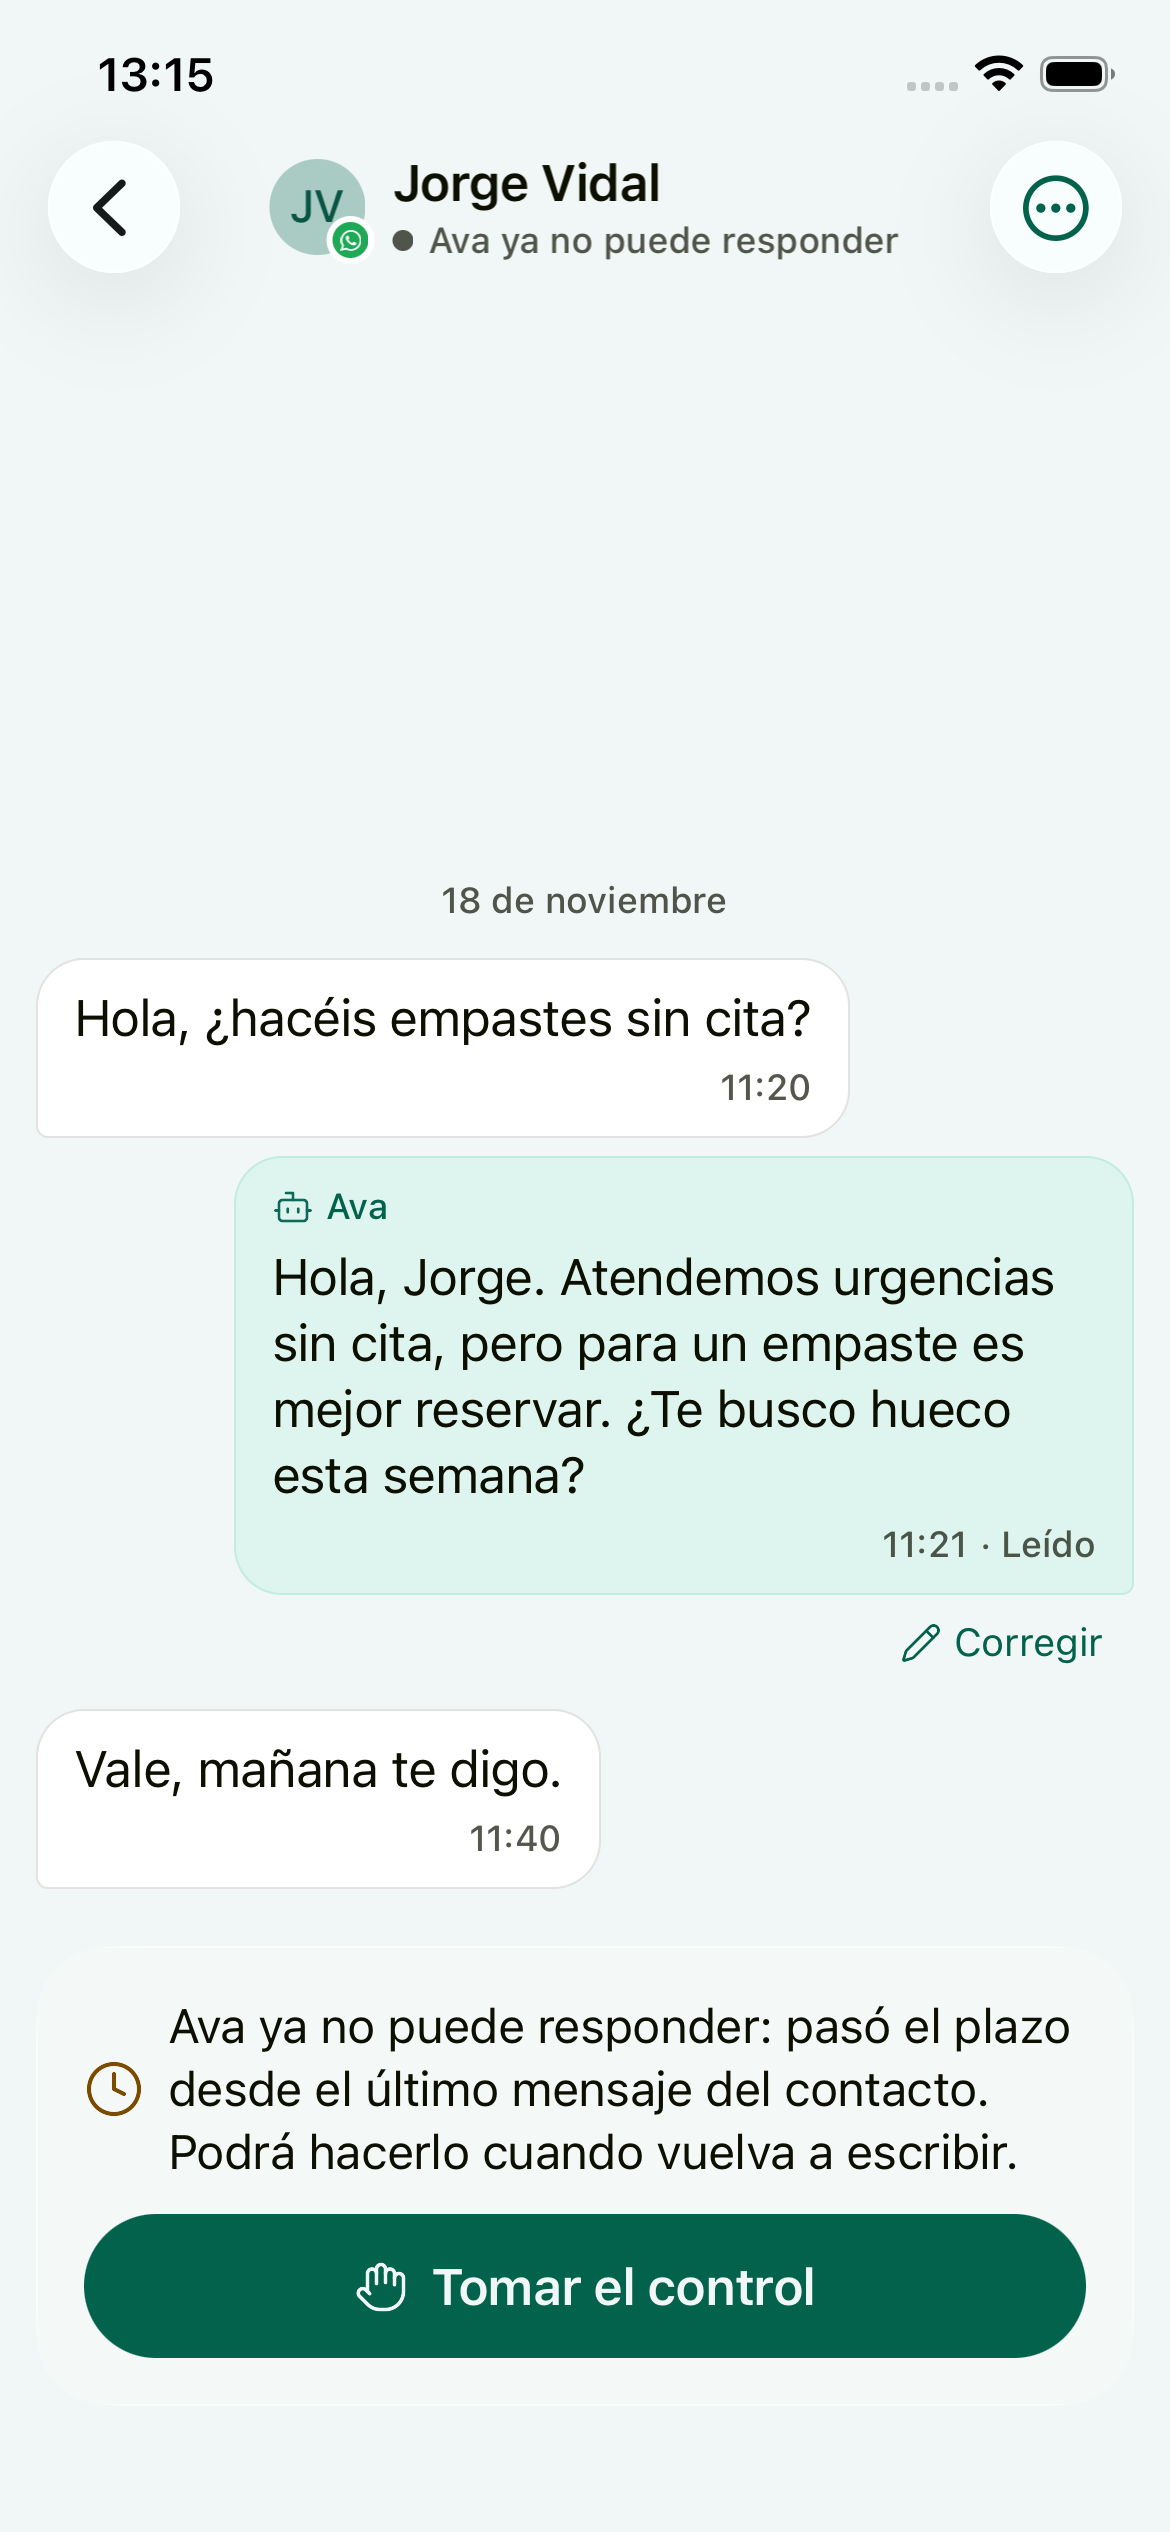 13:15
JV
Jorge Vidal
Ava ya no puede responder
18 de noviembre
Hola, ¿hacéis empastes sin cita?
11:20
Ava
Hola, Jorge. Atendemos urgencias
sin cita, pero para un empaste es
mejor reservar. ¿Te busco hueco
esta semana?
11:21 · Leído
Corregir
Vale, mañana te digo.
11:40
Ava ya no puede responder: pasó el plazo
desde el último mensaje del contacto.
Podrá hacerlo cuando vuelva a escribir.
Tomar el control